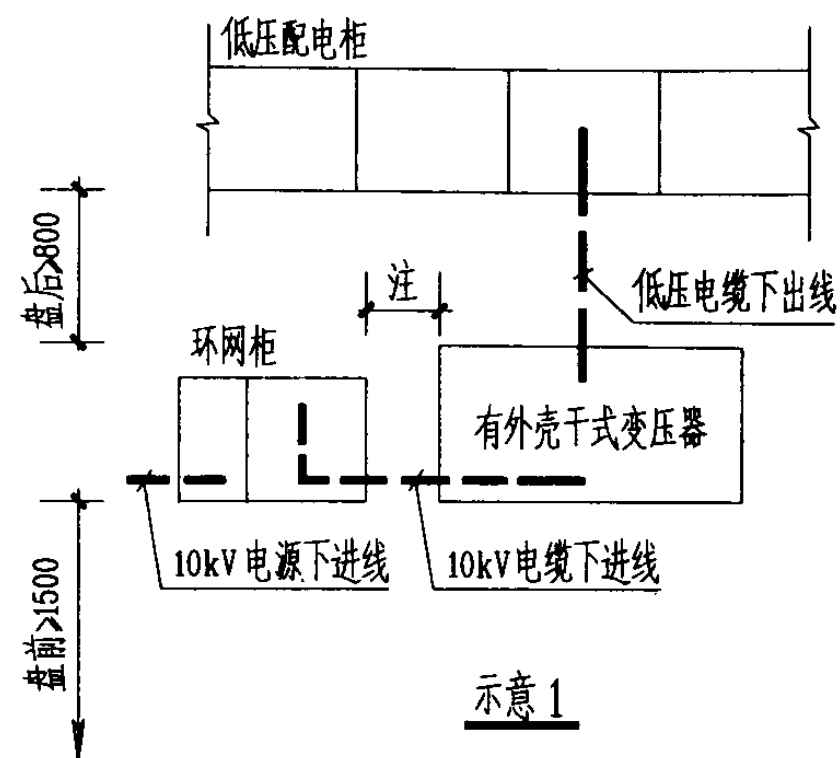 低压配电柜
盘后>800
注
低压电缆下出线
环网柜
有外壳干式变压器
10kV电源下进线
10kV电缆下进线
盘前>1500
示意1